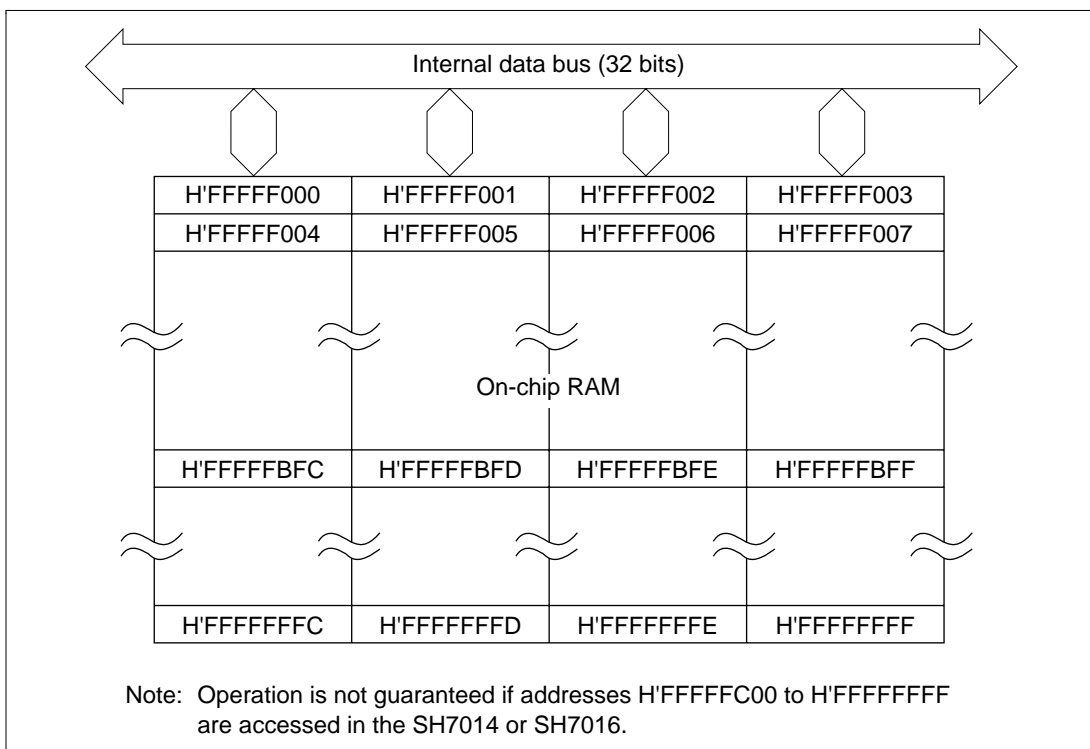 Internal data bus (32 bits)
H'FFFFF000 H'FFFFF001 H'FFFFF002 H'FFFFF003
H'FFFFF004 H'FFFFF005 H'FFFFF006 H'FFFFF007
On-chip RAM
H'FFFFFBFC H'FFFFFBFD H'FFFFFBFE H'FFFFFBFF
H'FFFFFFFC H'FFFFFFFD H'FFFFFFFE H'FFFFFFFF
Note: Operation is not guaranteed if addresses H'FFFFFC00 to H'FFFFFFFF
are accessed in the SH7014 or SH7016.